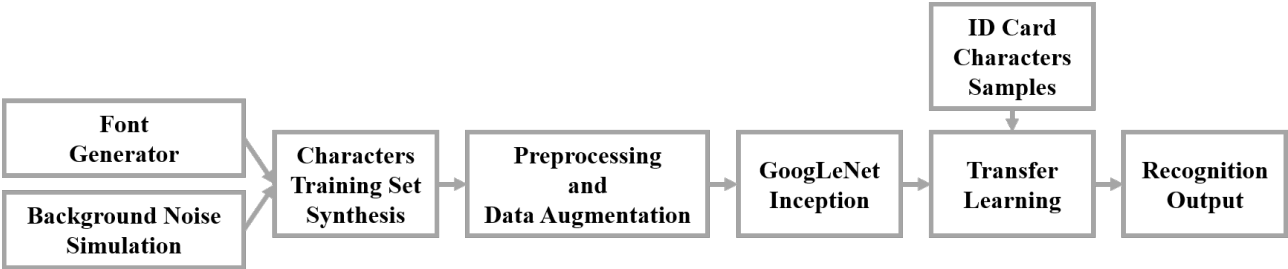 Font
Generator
Background Noise
Simulation
Characters
Training Set
Synthesis
Preprocessing
and
Data Augmentation
GoogLeNet
Inception
ID Card
Characters
Samples
Transfer
Learning
Recognition
Output